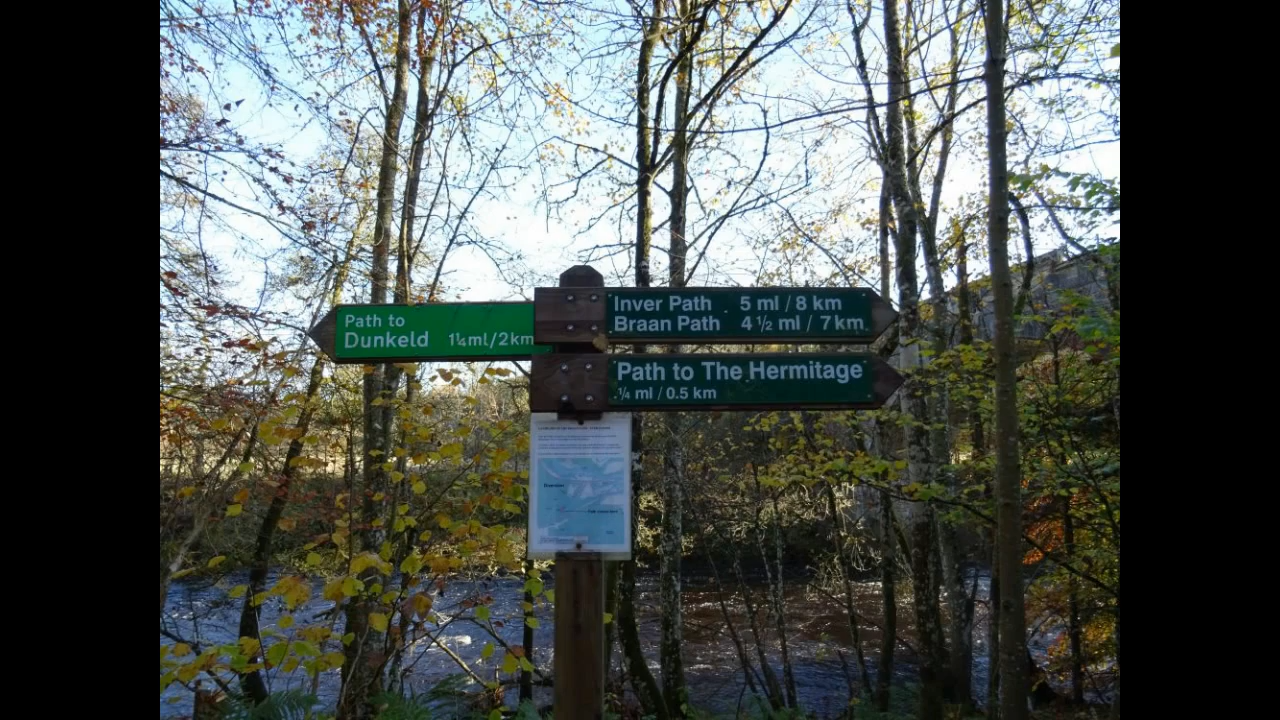 Path to
Dunkeld 1¼ml/2km
Inver Path 5 ml / 8 km
Braan Path 4 ½ ml / 7 km
Path to The Hermitage
¼ ml / 0.5 km